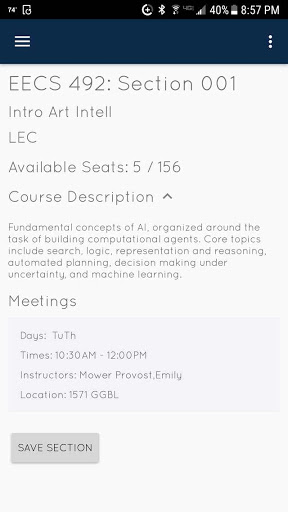 74°
40% 8:57 PM
EECS 492: Section 001
Intro Art Intell
LEC
Available Seats: 5 / 156
Course Description
Fundamental concepts of AI, organized around the
task of building computational agents. Core topics
include search, logic, representation and reasoning,
automated planning, decision making under
uncertainty, and machine learning.
Meetings
Days: TuTh
Times: 10:30AM - 12:00PM
Instructors: Mower Provost,Emily
Location: 1571 GGBL
SAVE SECTION